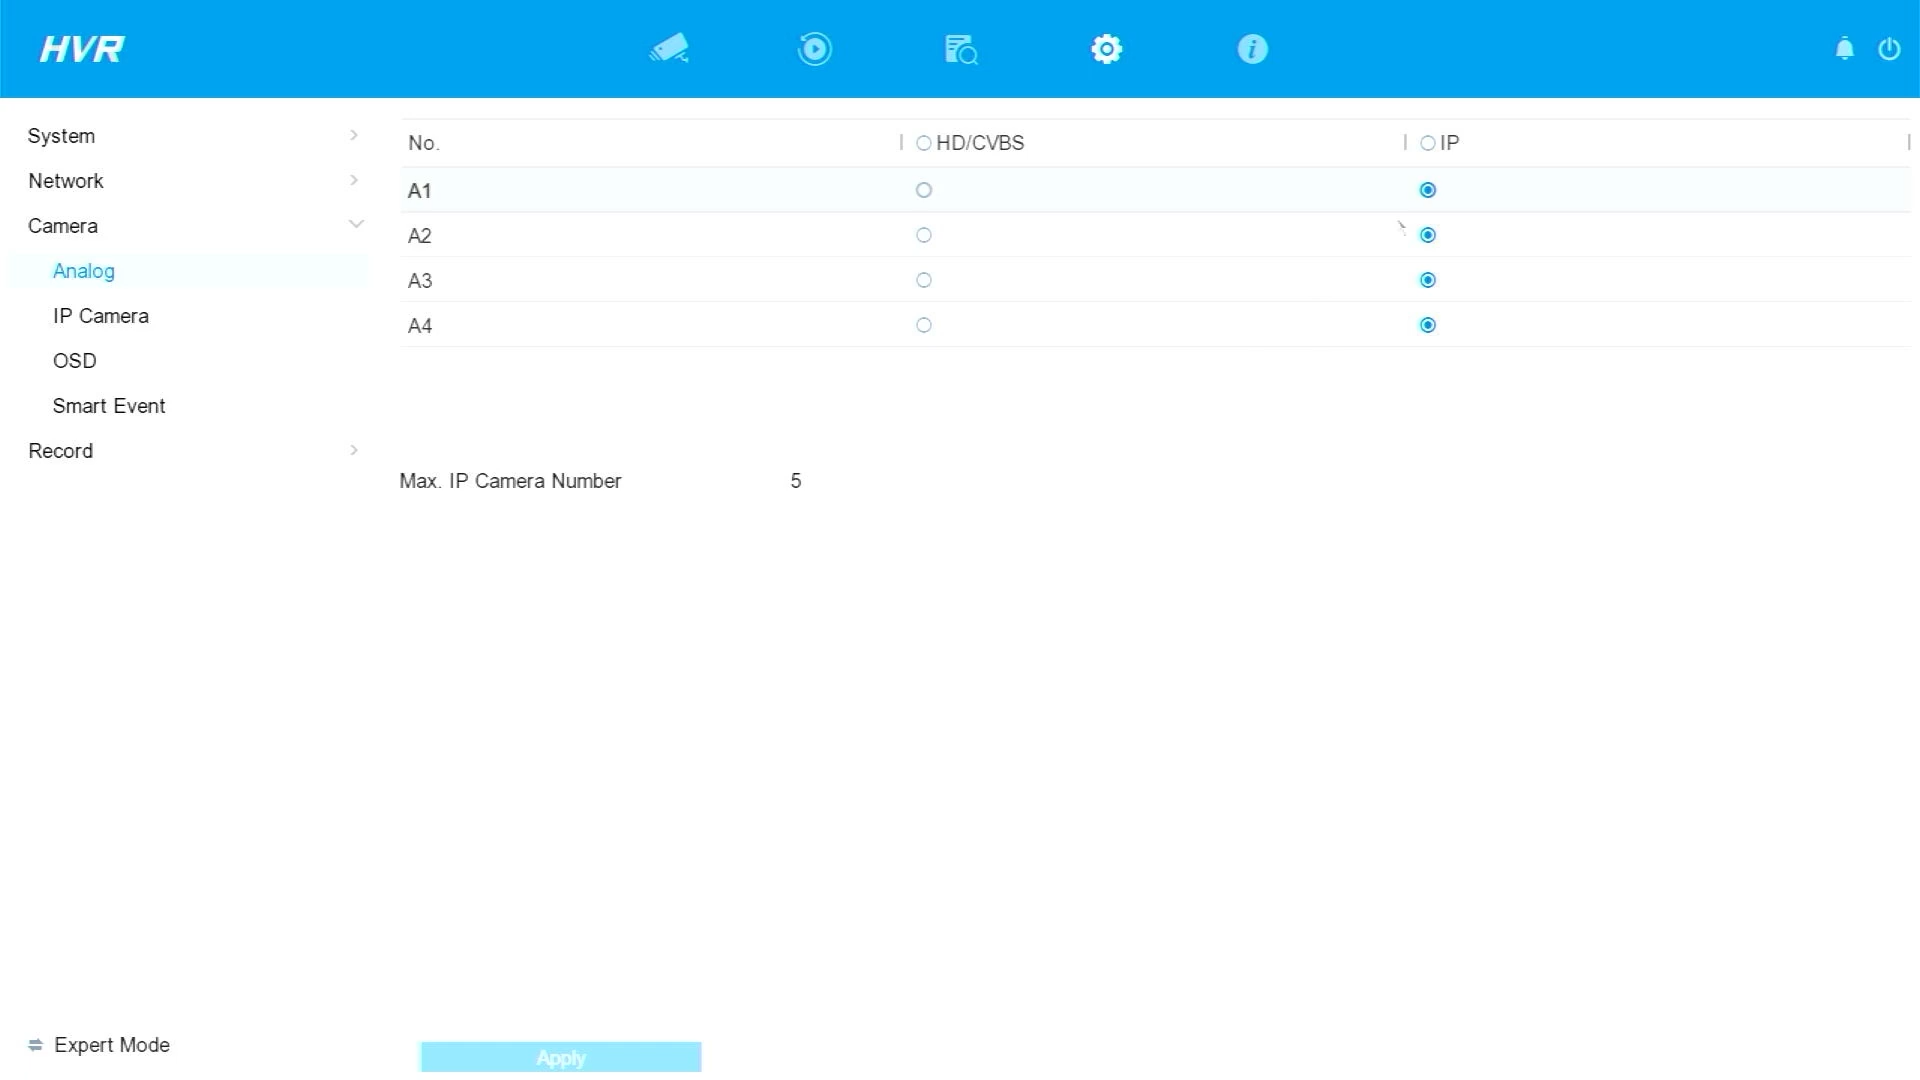 HVR
System
Network
Camera
Analog
IP Camera
OSD
Smart Event
Record
Expert Mode
No. HD/CVBS IP
A1
A2
A3
A4
Max. IP Camera Number 5
Apply